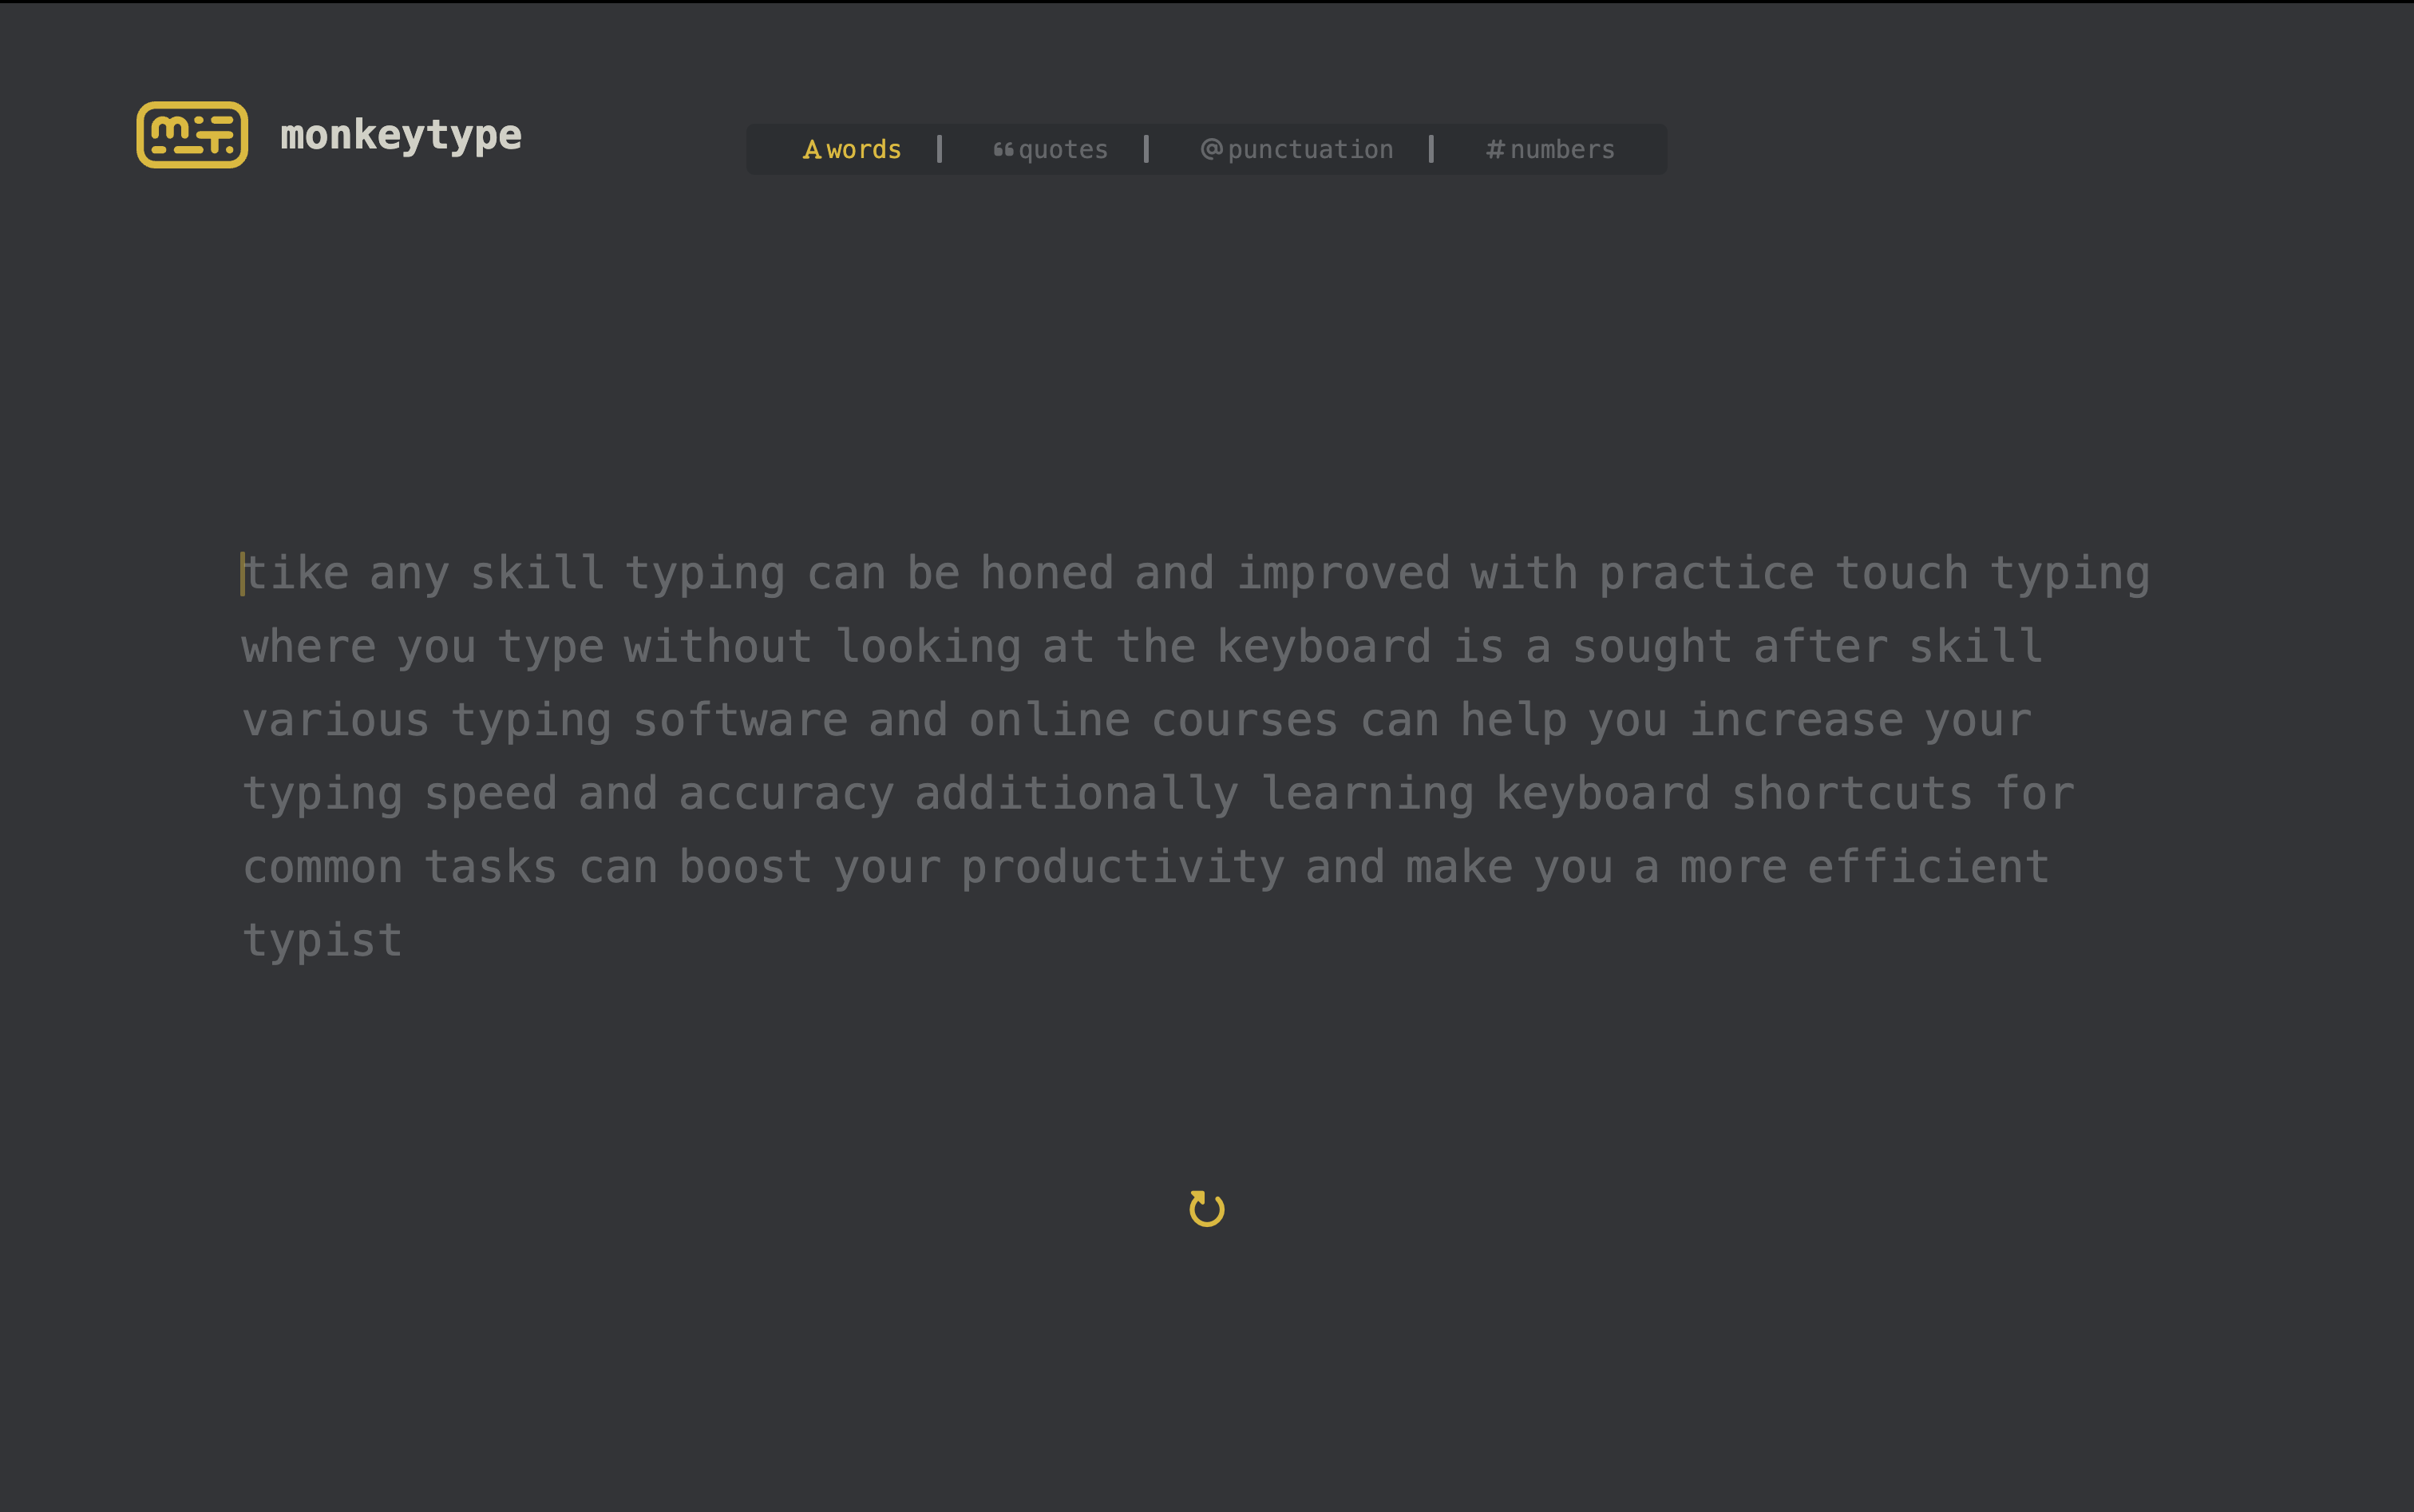 monkeytype
words | quotes | @ punctuation | # numbers
tike any skill typing can be honed and improved with practice touch typing
where you type without looking at the keyboard is a sought after skill
various typing software and online courses can help you increase your
typing speed and accuracy additionally learning keyboard shortcuts for
common tasks can boost your productivity and make you a more efficient
typist